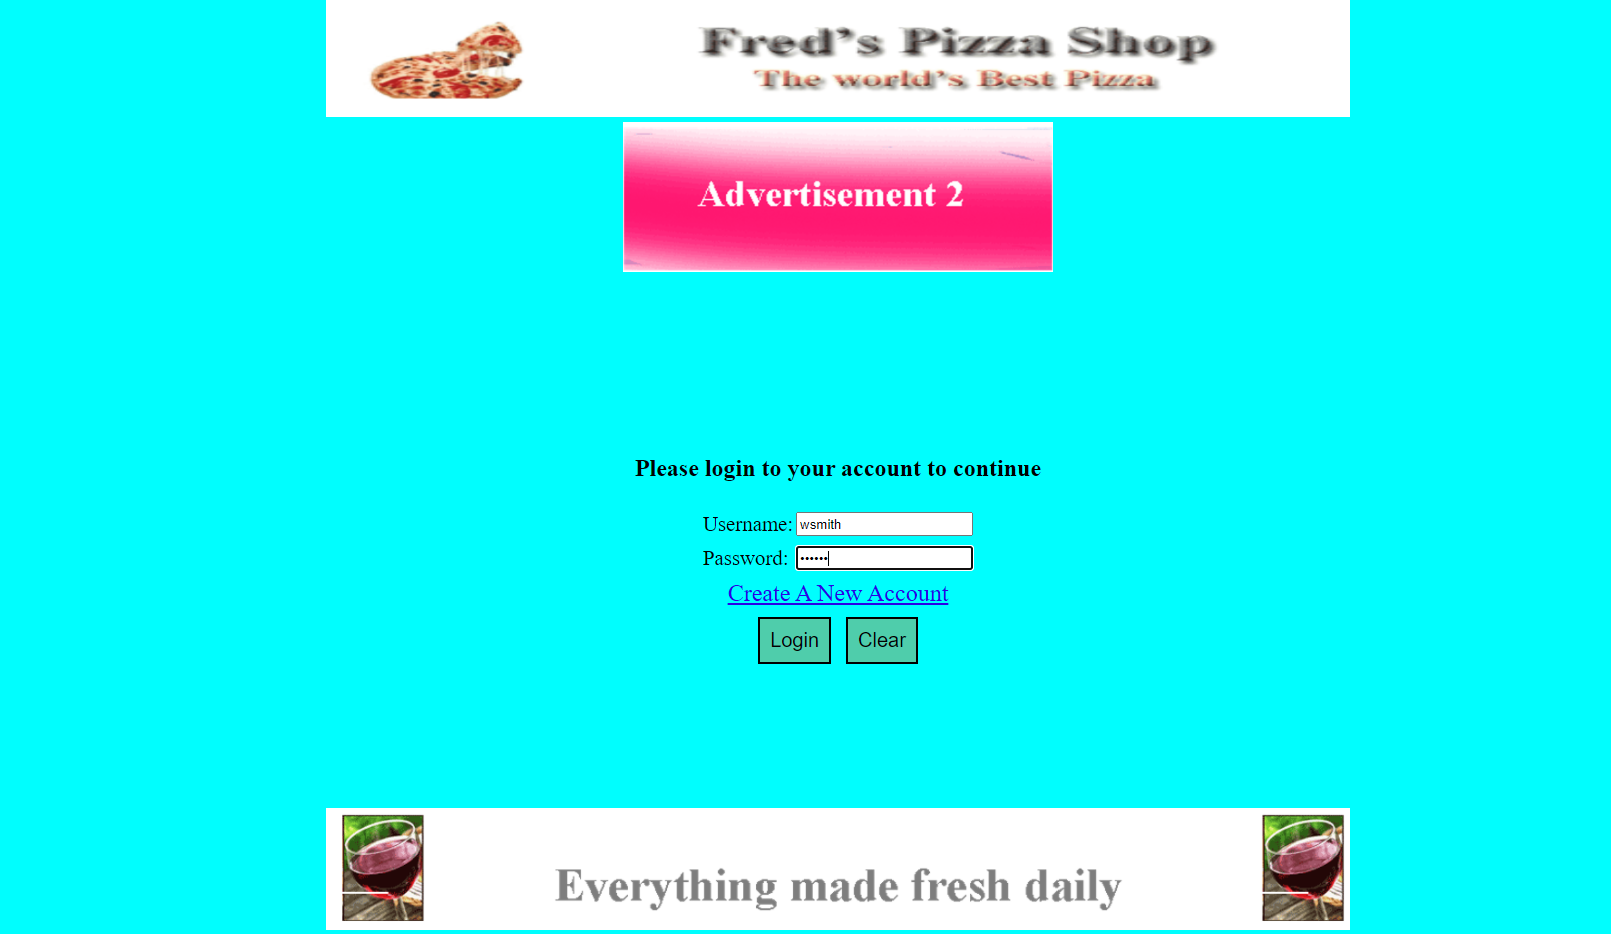 Fred's Pizza Shop
The world's Best Pizza
Advertisement 2
Please login to your account to continue
Username: wsmith
Password: ••••••
Create A New Account
Login Clear
Everything made fresh daily